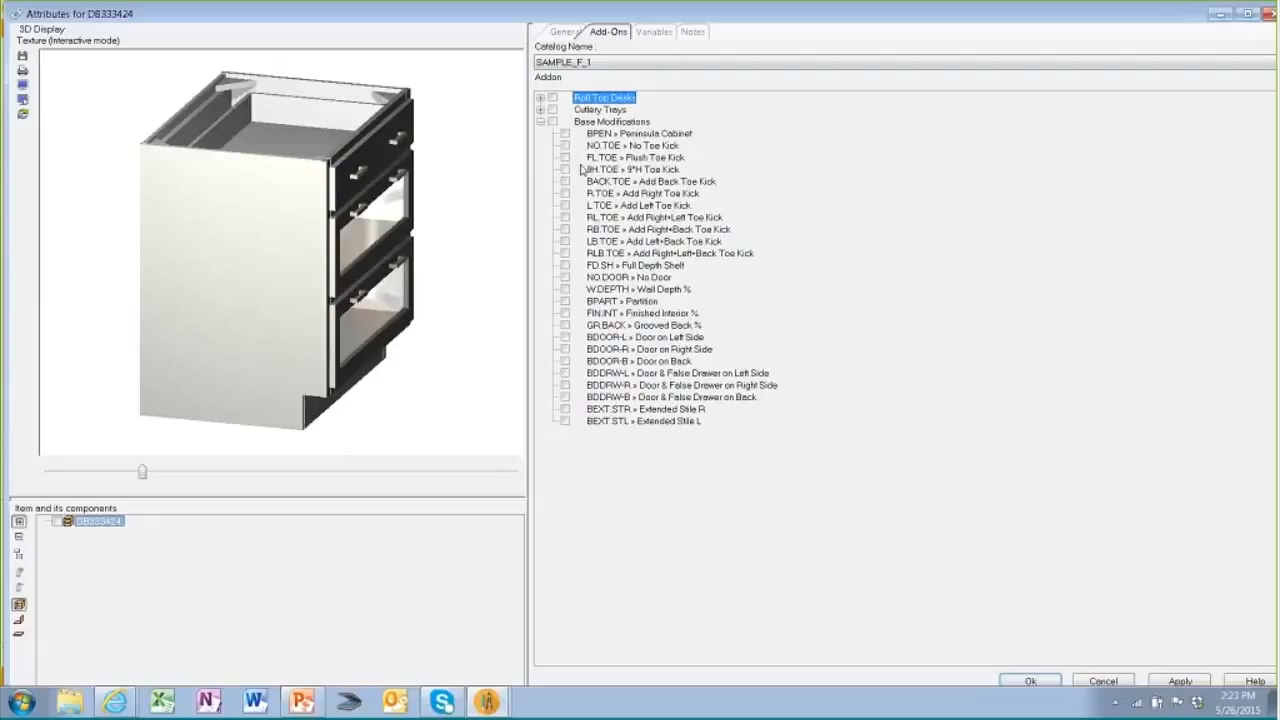 Attributes for DB333424
3D Display
Texture (Interactive mode)
General
Add-Ons
Variables
Notes
Catalog Name :
SAMPLE_F_1
Addon
Roll Top Desks
Cutlery Trays
Base Modifications
BPEN » Peninsula Cabinet
NO.TOE » No Toe Kick
FL.TOE » Flush Toe Kick
9H.TOE » 9"H Toe Kick
BACK.TOE » Add Back Toe Kick
R.TOE » Add Right Toe Kick
L.TOE » Add Left Toe Kick
RL.TOE » Add Right+Left Toe Kick
RB.TOE » Add Right+Back Toe Kick
LB.TOE » Add Left+Back Toe Kick
RLB.TOE » Add Right+Left+Back Toe Kick
FD.SH » Full Depth Shelf
NO.DOOR » No Door
W.DEPTH » Wall Depth %
BPART » Partition
FIN.INT » Finished Interior %
GR.BACK » Grooved Back %
BDOOR-L » Door on Left Side
BDOOR-R » Door on Right Side
BDOOR-B » Door on Back
BDDRW-L » Door & False Drawer on Left Side
BDDRW-R » Door & False Drawer on Right Side
BDDRW-B » Door & False Drawer on Back
BEXT.STR » Extended Stile R
BEXT.STL » Extended Stile L
Item and its components
DB333424
Ok
Cancel
Apply
Help
2:23 PM
5/26/2015